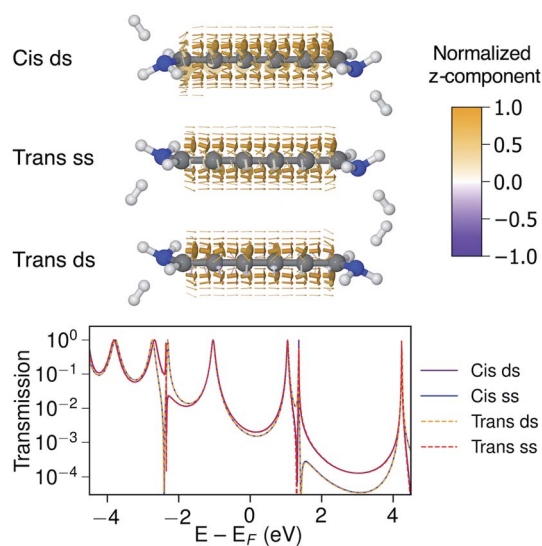 Cis ds
Trans ss
Trans ds
Normalized
z-component
1.0
0.5
0.0
−0.5
−1.0
Transmission
10⁰
10⁻¹
10⁻²
10⁻³
10⁻⁴
−4
−2
0
2
4
E − E_F (eV)
Cis ds
Cis ss
Trans ds
Trans ss